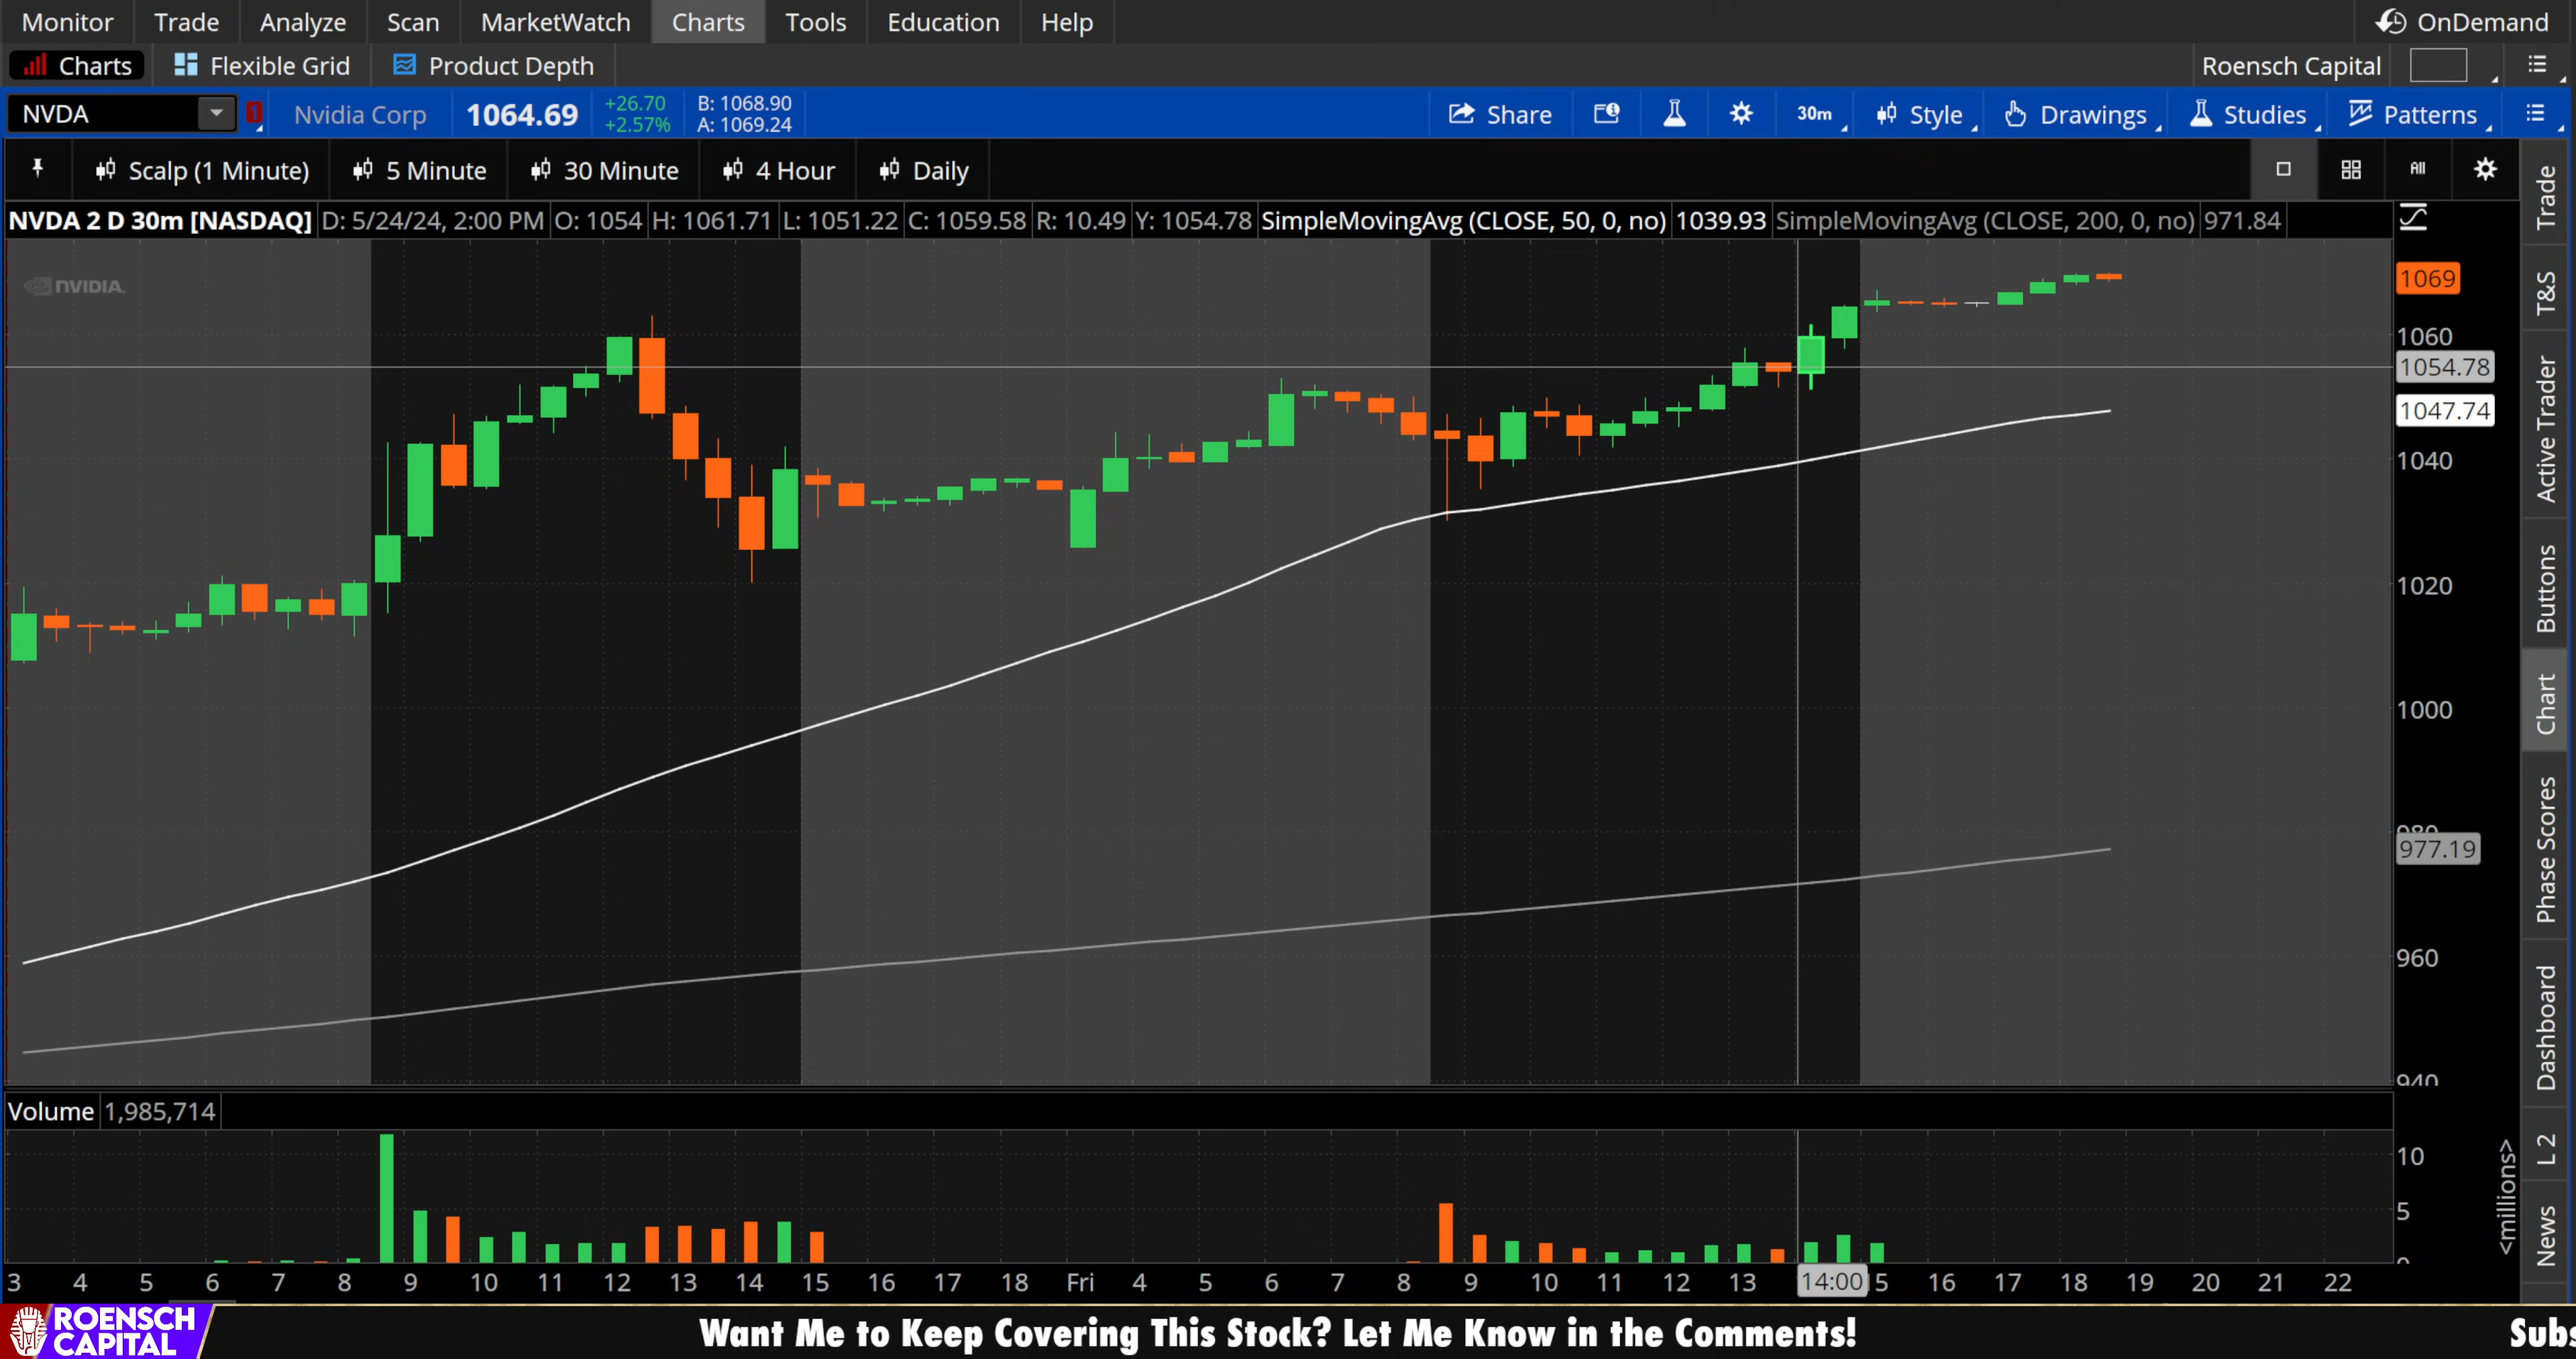 Monitor Trade Analyze Scan MarketWatch Charts Tools Education Help OnDemand
Charts Flexible Grid Product Depth Roensch Capital
NVDA 1 Nvidia Corp 1064.69 +26.70 +2.57% B: 1068.90 A: 1069.24 Share 30m Style Drawings Studies Patterns
Scalp (1 Minute) 5 Minute 30 Minute 4 Hour Daily All
NVDA 2 D 30m [NASDAQ] D: 5/24/24, 2:00 PM O: 1054 H: 1061.71 L: 1051.22 C: 1059.58 R: 10.49 Y: 1054.78 SimpleMovingAvg (CLOSE, 50, 0, no) 1039.93 SimpleMovingAvg (CLOSE, 200, 0, no) 971.84
NVIDIA.
1069
1060
1054.78
1047.74
1040
1020
1000
980
977.19
960
940
Volume 1,985,714
10
5
0
<millions>
3 4 5 6 7 8 9 10 11 12 13 14 15 16 17 18 Fri 4 5 6 7 8 9 10 11 12 13 14:00 15 16 17 18 19 20 21 22
Trade
T&S
Active Trader
Buttons
Chart
Phase Scores
Dashboard
L 2
News
ROENSCH
CAPITAL
Want Me to Keep Covering This Stock? Let Me Know in the Comments!
Subs